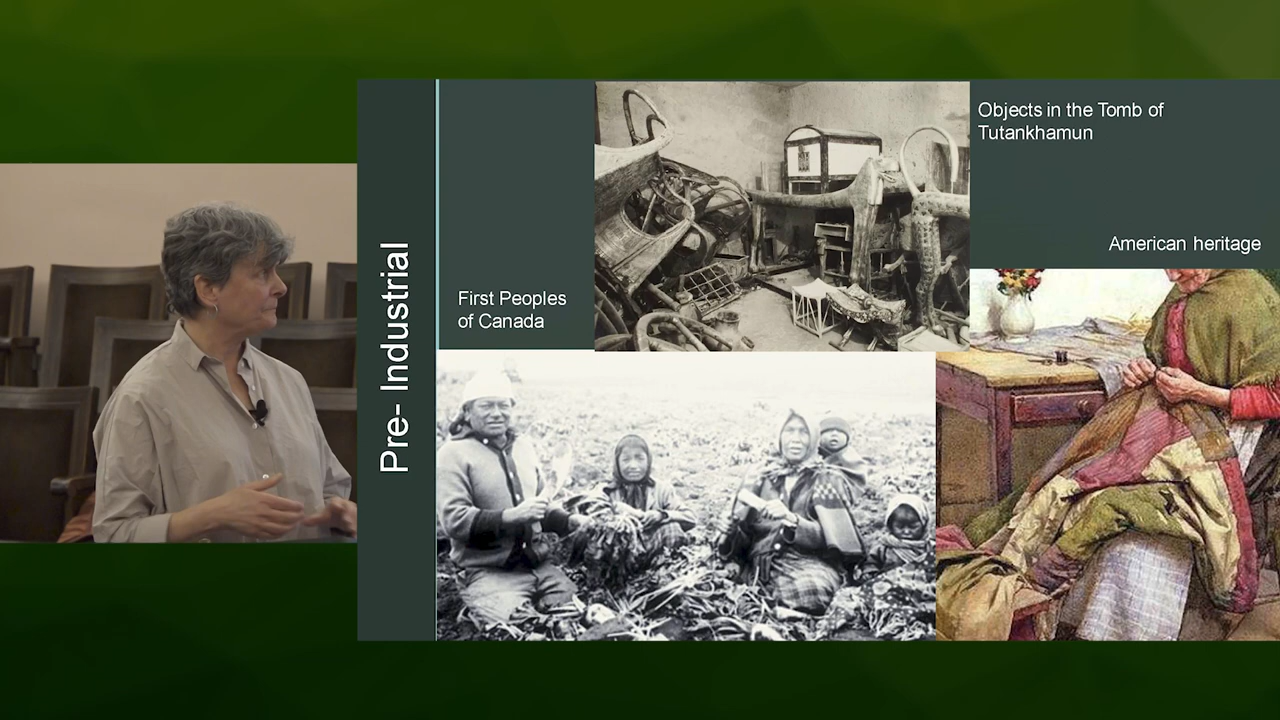 Pre- Industrial
First Peoples
of Canada
Objects in the Tomb of
Tutankhamun
American heritage